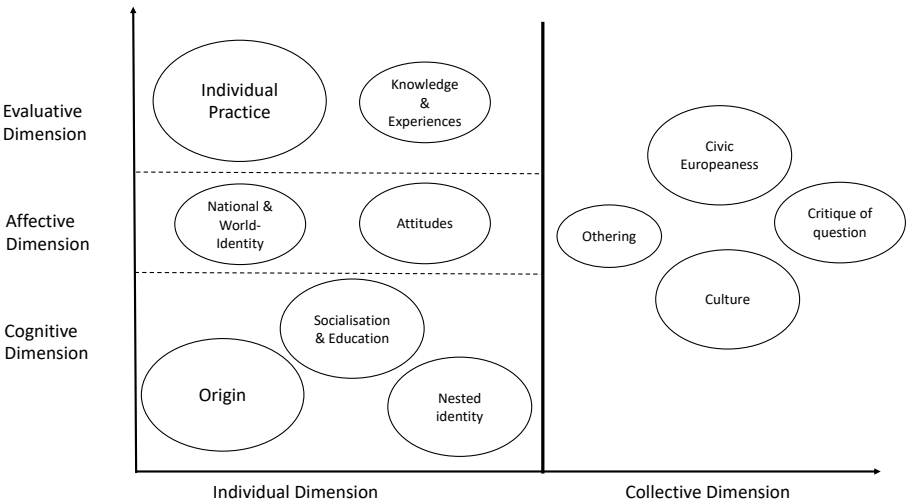 Evaluative
Dimension
Individual
Practice
Knowledge
&
Experiences
Civic
Europeaness
Affective
Dimension
National &
World-
Identity
Attitudes
Othering
Critique of
question
Culture
Cognitive
Dimension
Socialisation
& Education
Origin
Nested
identity
Individual Dimension
Collective Dimension